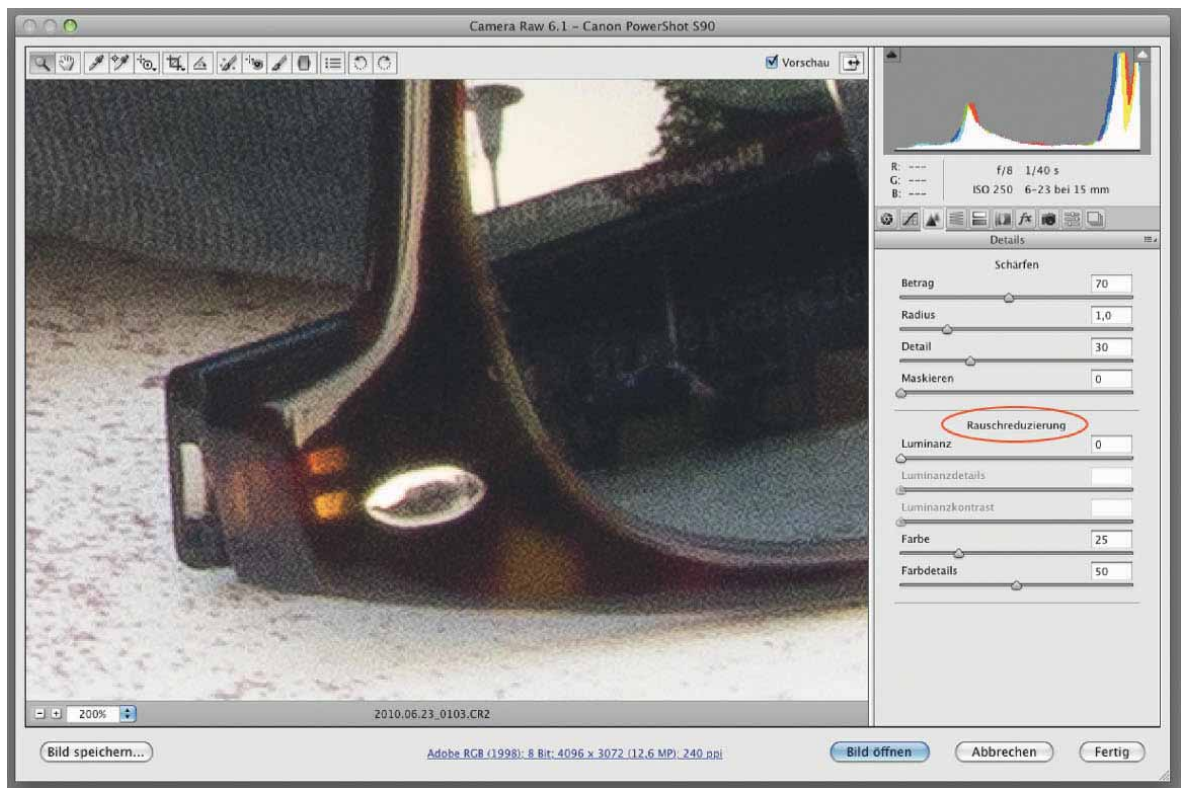 Camera Raw 6.1 – Canon PowerShot S90
Vorschau
R: ---
G: ---
B: ---
f/8 1/40 s
ISO 250 6-23 bei 15 mm
Details
Schärfen
Betrag 70
Radius 1,0
Detail 30
Maskieren 0
Rauschreduzierung
Luminanz 0
Luminanzdetails
Luminanzkontrast
Farbe 25
Farbdetails 50
200%
2010.06.23_0103.CR2
Bild speichern...
Adobe RGB (1998); 8 Bit; 4096 x 3072 (12,6 MP); 240 ppi
Bild öffnen
Abbrechen
Fertig